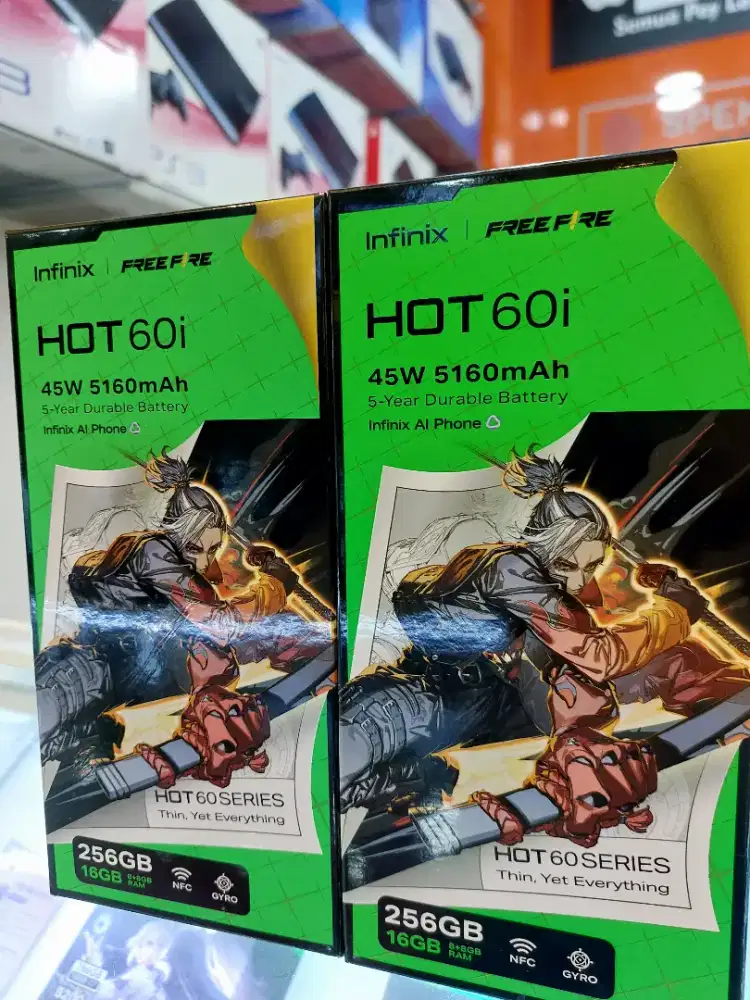 Semua
PS3
Infinix | FREE FIRE
HOT 60i
45W 5160mAh
5-Year Durable Battery
Infinix AI Phone
HOT 60 SERIES
Thin, Yet Everything
256GB
16GB 8+8GB RAM
NFC
GYRO
Infinix | FREE FIRE
HOT 60i
45W 5160mAh
5-Year Durable Battery
Infinix AI Phone
HOT 60 SERIES
Thin, Yet Everything
256GB
16GB 8+8GB RAM
NFC
GYRO